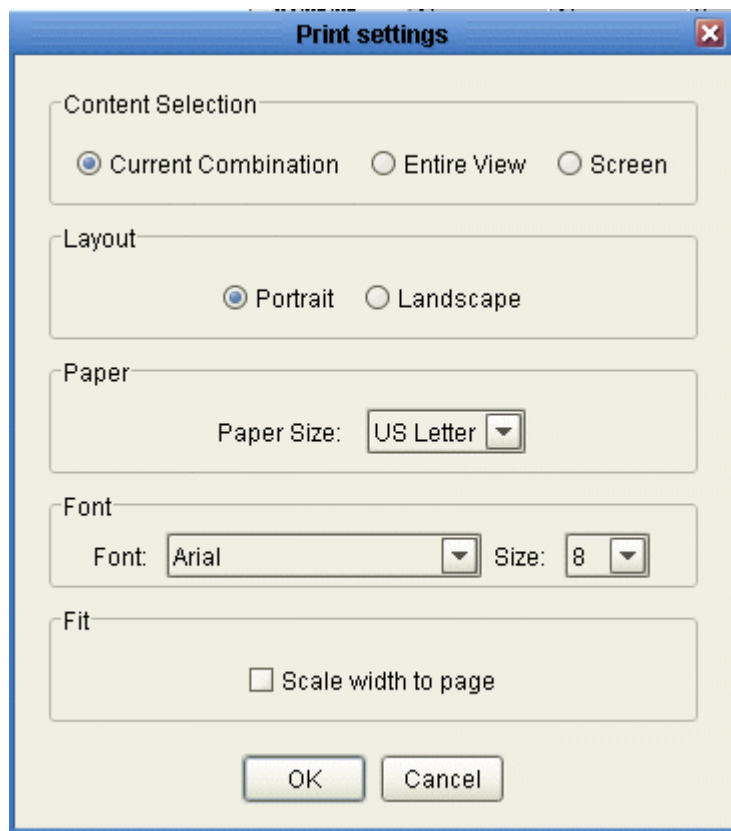 Print settings
Content Selection
Current Combination Entire View Screen
Layout
Portrait Landscape
Paper
Paper Size: US Letter
Font
Font: Arial Size: 8
Fit
Scale width to page
OK Cancel